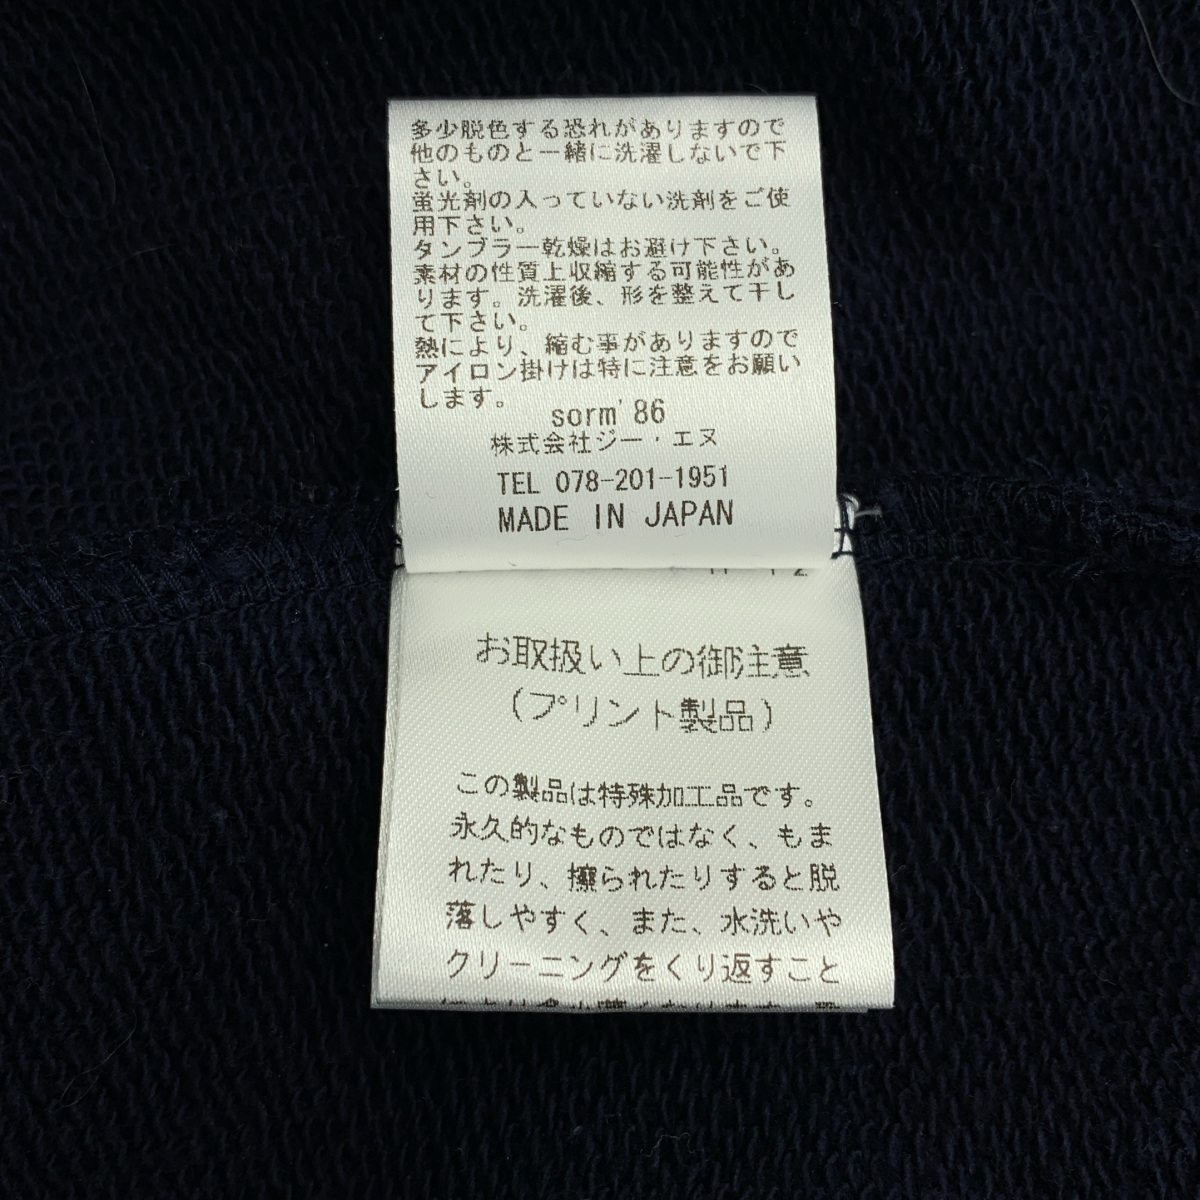 多少脱色する恐れがありますので
他のものと一緒に洗濯しないで下
さい。
蛍光剤の入っていない洗剤をご使
用下さい。
タンブラー乾燥はお避け下さい。
素材の性質上収縮する可能性があ
ります。洗濯後、形を整えて干し
て下さい。
熱により、縮む事がありますので
アイロン掛けは特に注意をお願い
します。
sorm'86
株式会社ジー・エヌ
TEL 078-201-1951
MADE IN JAPAN
お取扱い上の御注意
(プリント製品)
この製品は特殊加工品です。
永久的なものではなく、もま
れたり、擦られたりすると脱
落しやすく、また、水洗いや
クリーニングをくり返すこと